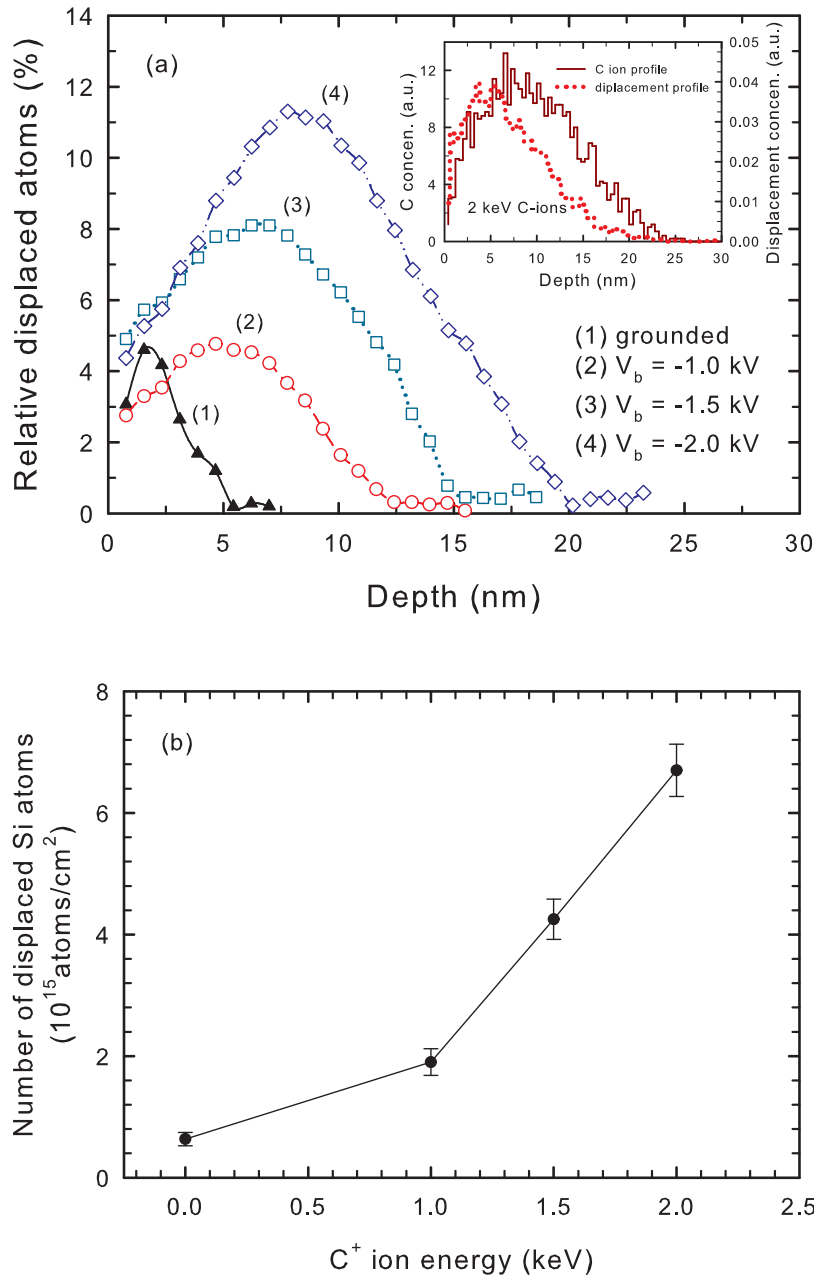 14
12
10
8
6
4
2
0
Relative displaced atoms (%)
(a)
(4)
(3)
(2)
(1)
12
8
4
0
C concen. (a.u.)
C ion profile
diplacement profile
2 keV C-ions
0.05
0.04
0.03
0.02
0.01
0.00
Displacement concen. (a.u.)
0 5 10 15 20 25 30
Depth (nm)
(1) grounded
(2) V_b = -1.0 kV
(3) V_b = -1.5 kV
(4) V_b = -2.0 kV
0 5 10 15 20 25 30
Depth (nm)
8
6
4
2
0
Number of displaced Si atoms
(10^15 atoms/cm^2)
(b)
0.0 0.5 1.0 1.5 2.0 2.5
C^+ ion energy (keV)